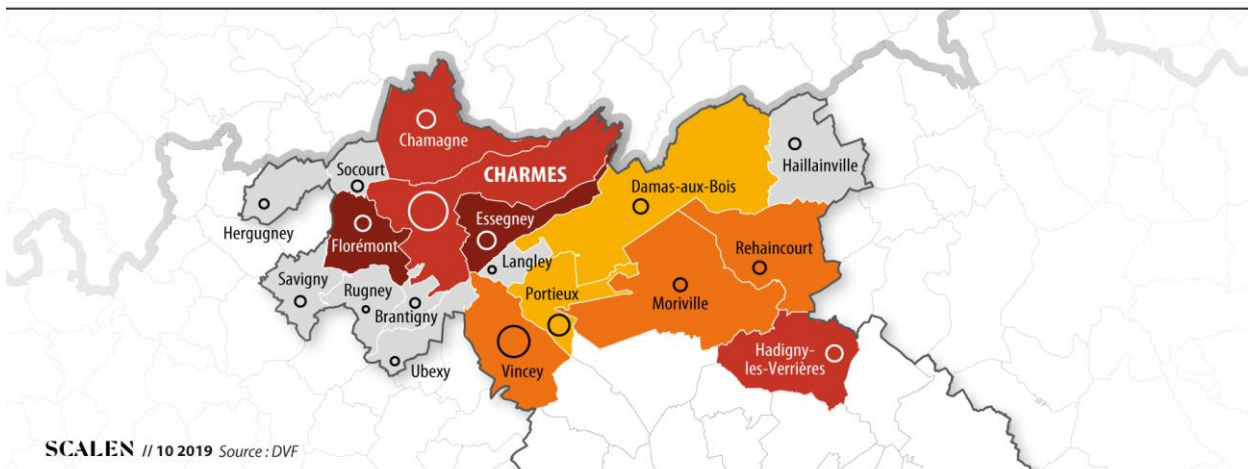 Chamagne
Socourt
CHARMES
Haillainville
Damas-aux-Bois
Hergugney
Florémont
Essegney
Rehaincourt
Langley
Savigny
Rugney
Portieux
Moriville
Brantigny
Ubexy
Vincey
Hadigny-
les-Verrières
SCALEN // 10 2019 Source : DVF